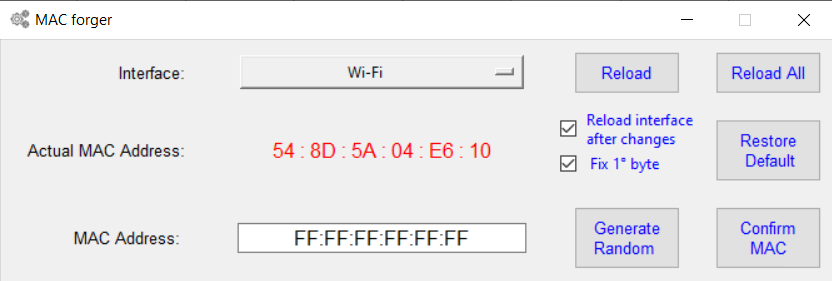 MAC forger
Interface:
Wi-Fi
Reload
Reload All
Actual MAC Address:
54 : 8D : 5A : 04 : E6 : 10
Reload interface
after changes
Fix 1° byte
Restore
Default
MAC Address:
FF:FF:FF:FF:FF:FF
Generate
Random
Confirm
MAC